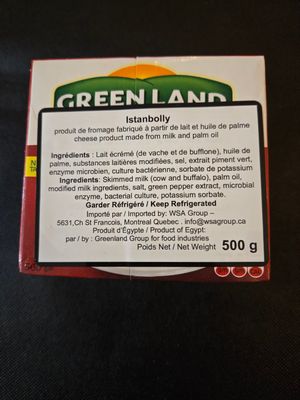 GREEN LAND
Istanbolly
produit de fromage fabriqué à partir de lait et huile de palme
cheese product made from milk and palm oil
Ingrédients : Lait écrémé (de vache et de bufflone), huile de
palme, substances laitières modifiées, sel, extrait piment vert,
enzyme microbien, culture bactérienne, sorbate de potassium
Ingredients: Skimmed milk (cow and buffalo), palm oil,
modified milk ingredients, salt, green pepper extract, microbial
enzyme, bacterial culture, potassium sorbate.
Garder Réfrigéré / Keep Refrigerated
Importé par / Imported by: WSA Group –
5631,Ch St Francois, Montreal Quebec . info@wsagroup.ca
Produit d'Égypte / Product of Egypt:
par / by : Greenland Group for food industries
Poids Net / Net Weight 500 g